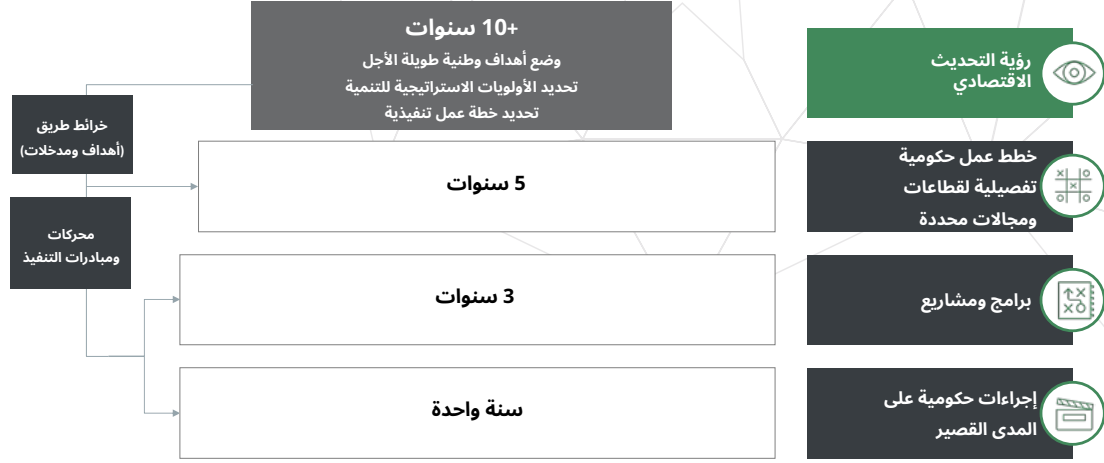 رؤية التحديث
الاقتصادي
+10 سنوات
وضع أهداف وطنية طويلة الأجل
تحديد الأولويات الاستراتيجية للتنمية
تحديد خطة عمل تنفيذية
خرائط طريق
(أهداف ومدخلات)
خطط عمل حكومية
تفصيلية لقطاعات
ومجالات محددة
5 سنوات
محركات
ومبادرات التنفيذ
برامج ومشاريع
3 سنوات
إجراءات حكومية على
المدى القصير
سنة واحدة